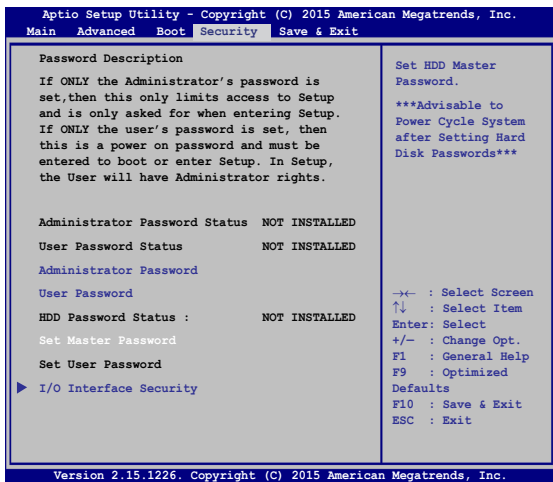 Aptio Setup Utility - Copyright (C) 2015 American Megatrends, Inc.
Main Advanced Boot Security Save & Exit
Password Description
If ONLY the Administrator's password is
set,then this only limits access to Setup
and is only asked for when entering Setup.
If ONLY the user's password is set, then
this is a power on password and must be
entered to boot or enter Setup. In Setup,
the User will have Administrator rights.
Administrator Password Status NOT INSTALLED
User Password Status NOT INSTALLED
Administrator Password
User Password
HDD Password Status : NOT INSTALLED
Set Master Password
Set User Password
I/O Interface Security
Set HDD Master
Password.
***Advisable to
Power Cycle System
after Setting Hard
Disk Passwords***
→← : Select Screen
↑↓ : Select Item
Enter: Select
+/— : Change Opt.
F1 : General Help
F9 : Optimized
Defaults
F10 : Save & Exit
ESC : Exit
Version 2.15.1226. Copyright (C) 2015 American Megatrends, Inc.